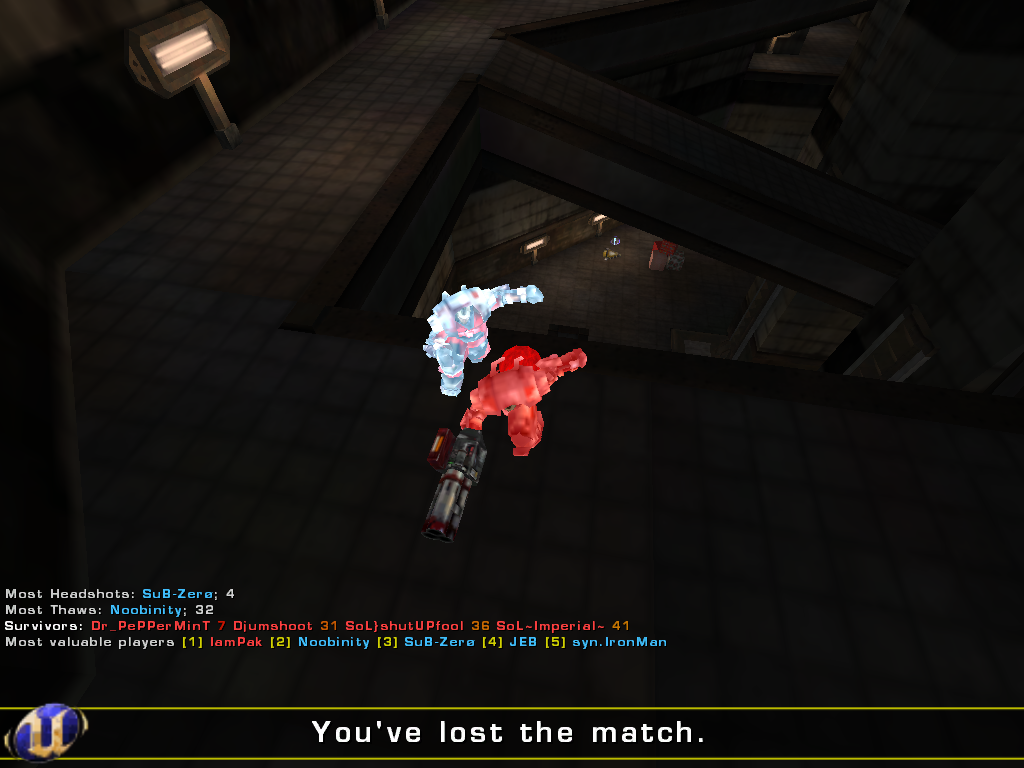 Most Headshots: SuB-Zerø; 4
Most Thaws: Noobinity; 32
Survivors: Dr_PePPerMinT 7 Djumshoot 31 SoL}shutUPfool 36 SoL~Imperial~ 41
Most valuable players [1] IamPak [2] Noobinity [3] SuB-Zerø [4] JEB [5] syn.IronMan
You've lost the match.